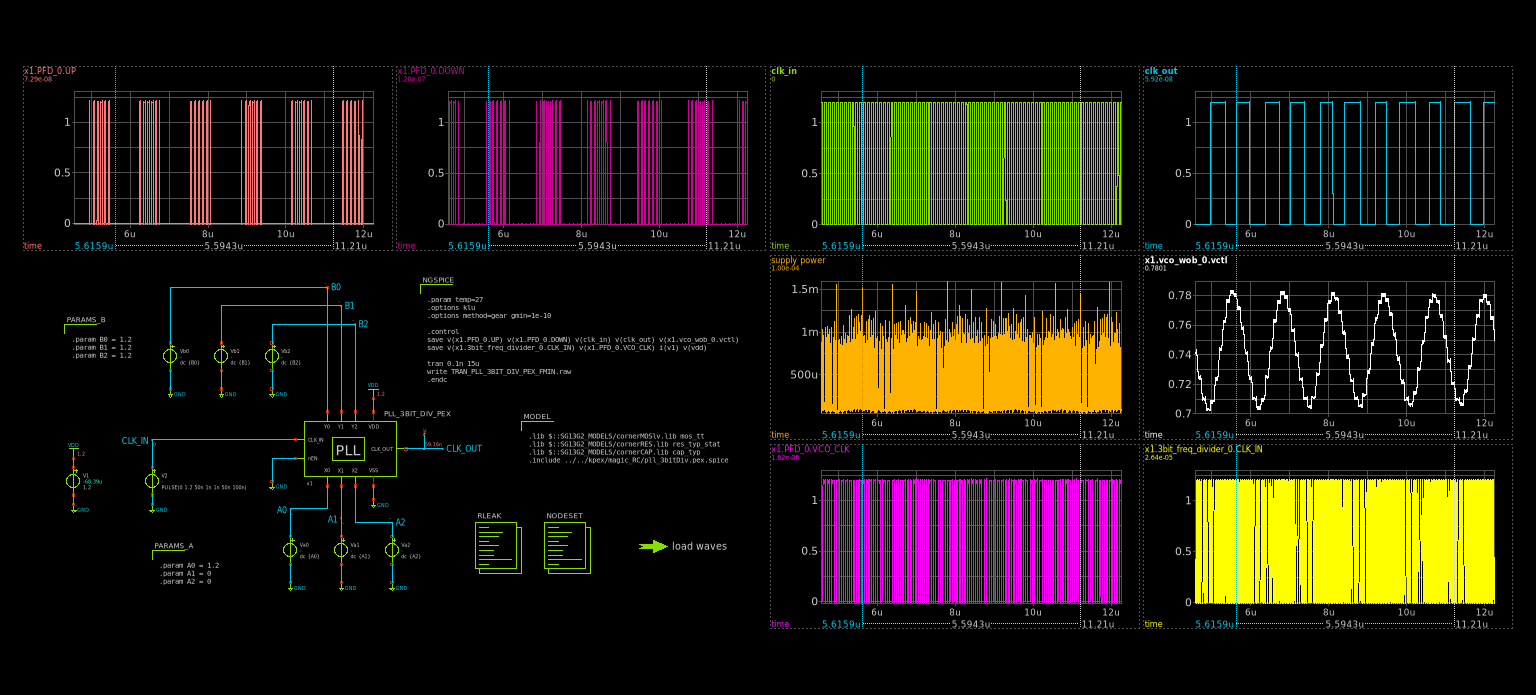 x1.PFD_0.UP
7.29e-08
1
0.5
0
6u
8u
10u
12u
time
5.6159u
5.5943u
11.21u
x1.PFD_0.DOWN
1.26e-07
1
0.5
0
6u
8u
10u
12u
time
5.6159u
5.5943u
11.21u
clk_in
0
1
0.5
0
6u
8u
10u
12u
time
5.6159u
5.5943u
11.21u
clk_out
5.92e-08
1
0.5
0
6u
8u
10u
12u
time
5.6159u
5.5943u
11.21u
supply power
1.00e-04
1.5m
1m
500u
6u
8u
10u
12u
time
5.6159u
5.5943u
11.21u
x1.vco_wob_0.vctl
0.7801
0.78
0.76
0.74
0.72
0.7
6u
8u
10u
12u
time
5.6159u
5.5943u
11.21u
x1.PFD_0.VCO_CLK
1.62e-06
1
0.5
0
6u
8u
10u
12u
time
5.6159u
5.5943u
11.21u
x1.3bit_freq_divider_0.CLK_IN
2.64e-05
1
0.5
0
6u
8u
10u
12u
time
5.6159u
5.5943u
11.21u
PARAMS_B
.param B0 = 1.2
.param B1 = 1.2
.param B2 = 1.2
B0
B1
B2
Vb0
dc {B0}
GND
Vb1
dc {B1}
GND
Vb2
dc {B2}
GND
NGSPICE
.param temp=27
.options klu
.options method=gear gmin=1e-10
.control
save v(x1.PFD_0.UP) v(x1.PFD_0.DOWN) v(clk_in) v(clk_out) v(x1.vco_wob_0.vctl)
save v(x1.3bit_freq_divider_0.CLK_IN) v(x1.PFD_0.VCO_CLK) i(v1) v(vdd)
tran 0.1n 15u
write TRAN_PLL_3BIT_DIV_PEX_FMIN.raw
.endc
VDD
1.2
PLL_3BIT_DIV_PEX
Y0 Y1 Y2 VDD
CLK_IN
PLL
CLK_OUT
nEN
X0 X1 X2 VSS
x1
GND
GND
CLK_OUT
CLK_IN
VDD
1.2
V1
-68.39u
1.2
GND
V2
PULSE(0 1.2 50n 1n 1n 50n 100n)
GND
MODEL
.lib $::SG13G2_MODELS/cornerMOSlv.lib mos_tt
.lib $::SG13G2_MODELS/cornerRES.lib res_typ_stat
.lib $::SG13G2_MODELS/cornerCAP.lib cap_typ
.include ../../kpex/magic_RC/pll_3bitDiv.pex.spice
A0
A1
A2
Va0
dc {A0}
GND
Va1
dc {A1}
GND
Va2
dc {A2}
GND
PARAMS_A
.param A0 = 1.2
.param A1 = 0
.param A2 = 0
RLEAK
NODESET
load waves